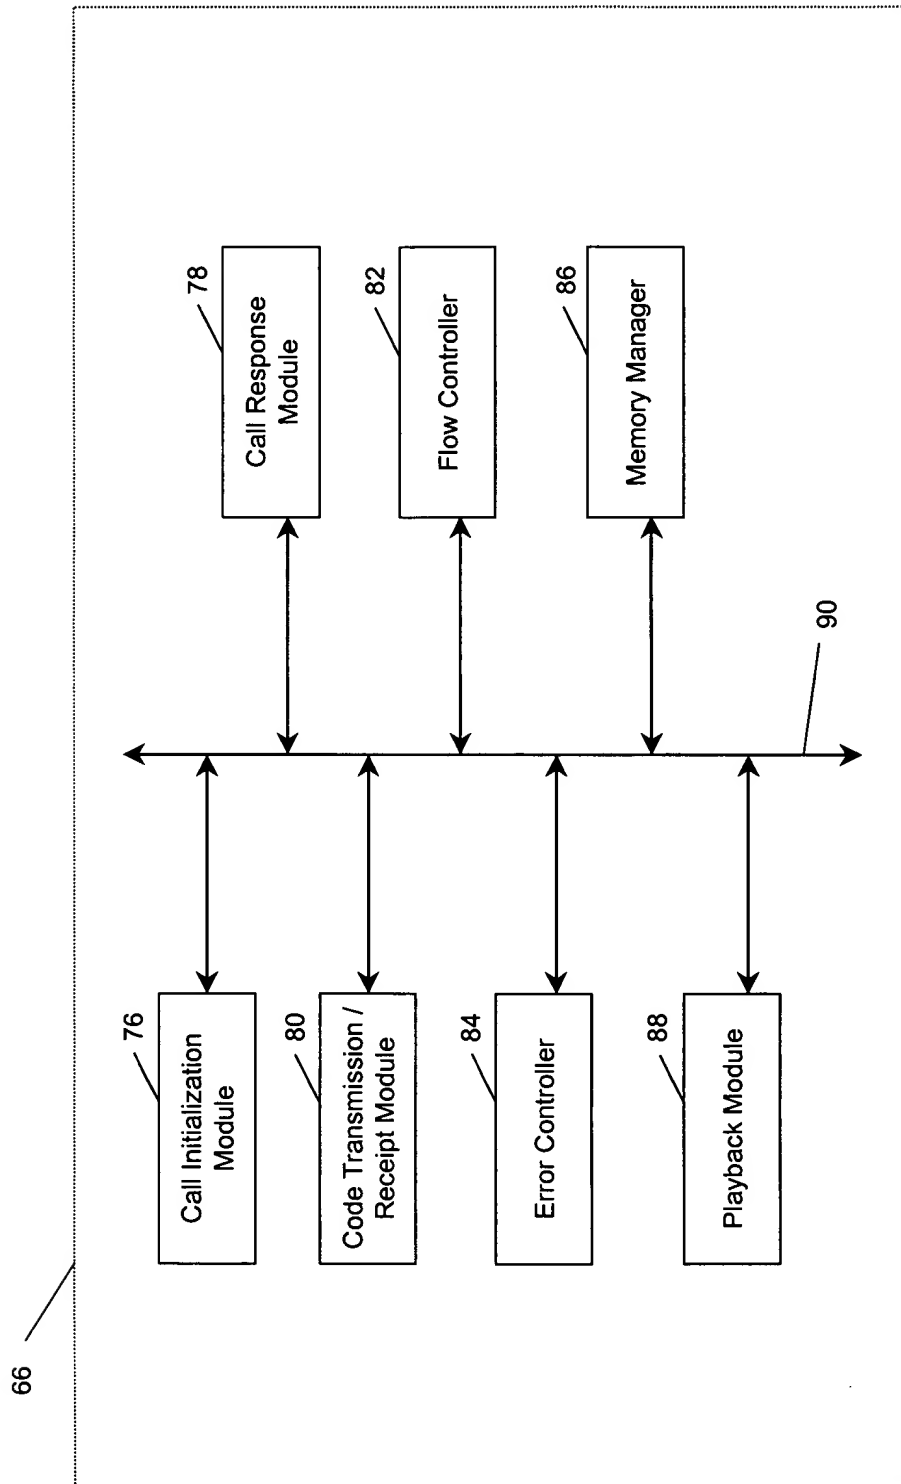 66
76
Call Initialization
Module
78
Call Response
Module
80
Code Transmission /
Receipt Module
82
Flow Controller
84
Error Controller
86
Memory Manager
88
Playback Module
90